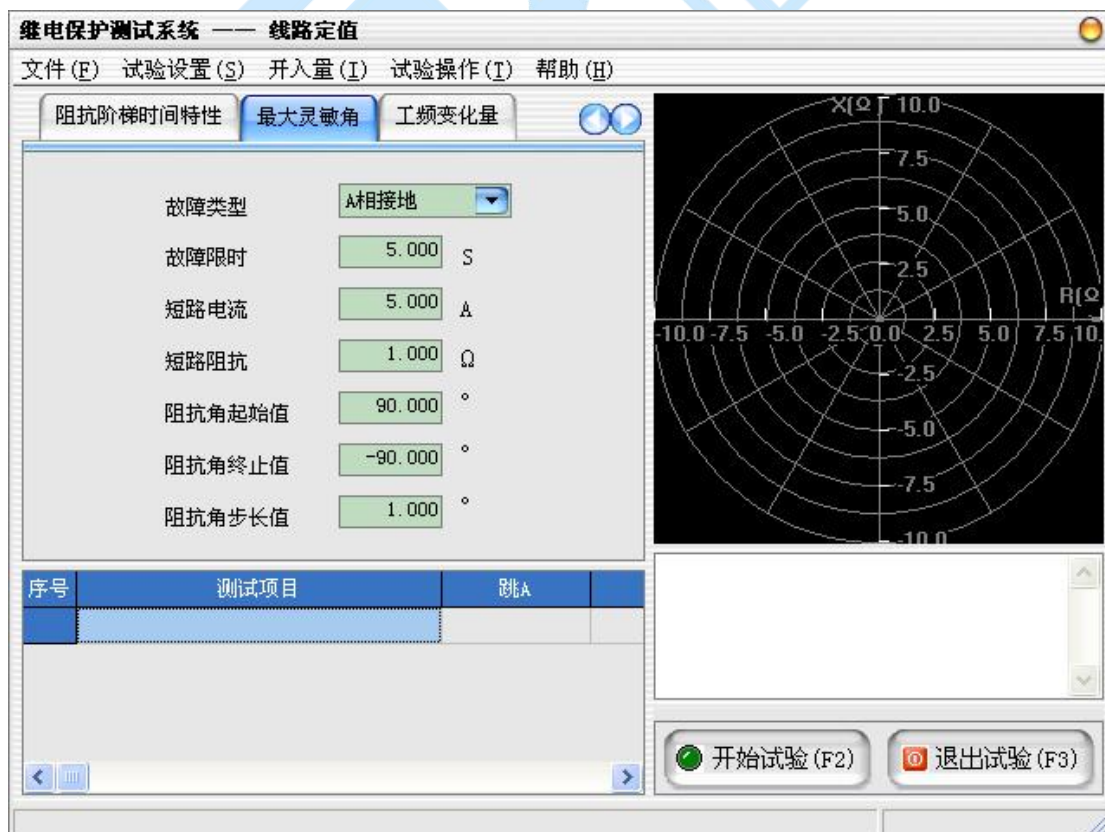 继电保护测试系统 —— 线路定值
文件(F) 试验设置(S) 开入量(I) 试验操作(T) 帮助(H)
阻抗阶梯时间特性 最大灵敏角 工频变化量
故障类型 A相接地
故障限时 5.000 S
短路电流 5.000 A
短路阻抗 1.000 Ω
阻抗角起始值 90.000 °
阻抗角终止值 -90.000 °
阻抗角步长值 1.000 °
X(Ω 10.0
7.5
5.0
2.5
R(Ω
-10.0 -7.5 -5.0 -2.5 0.0 2.5 5.0 7.5 10.
-2.5
-5.0
-7.5
-10.0
序号 测试项目 跳A
开始试验(F2) 退出试验(F3)